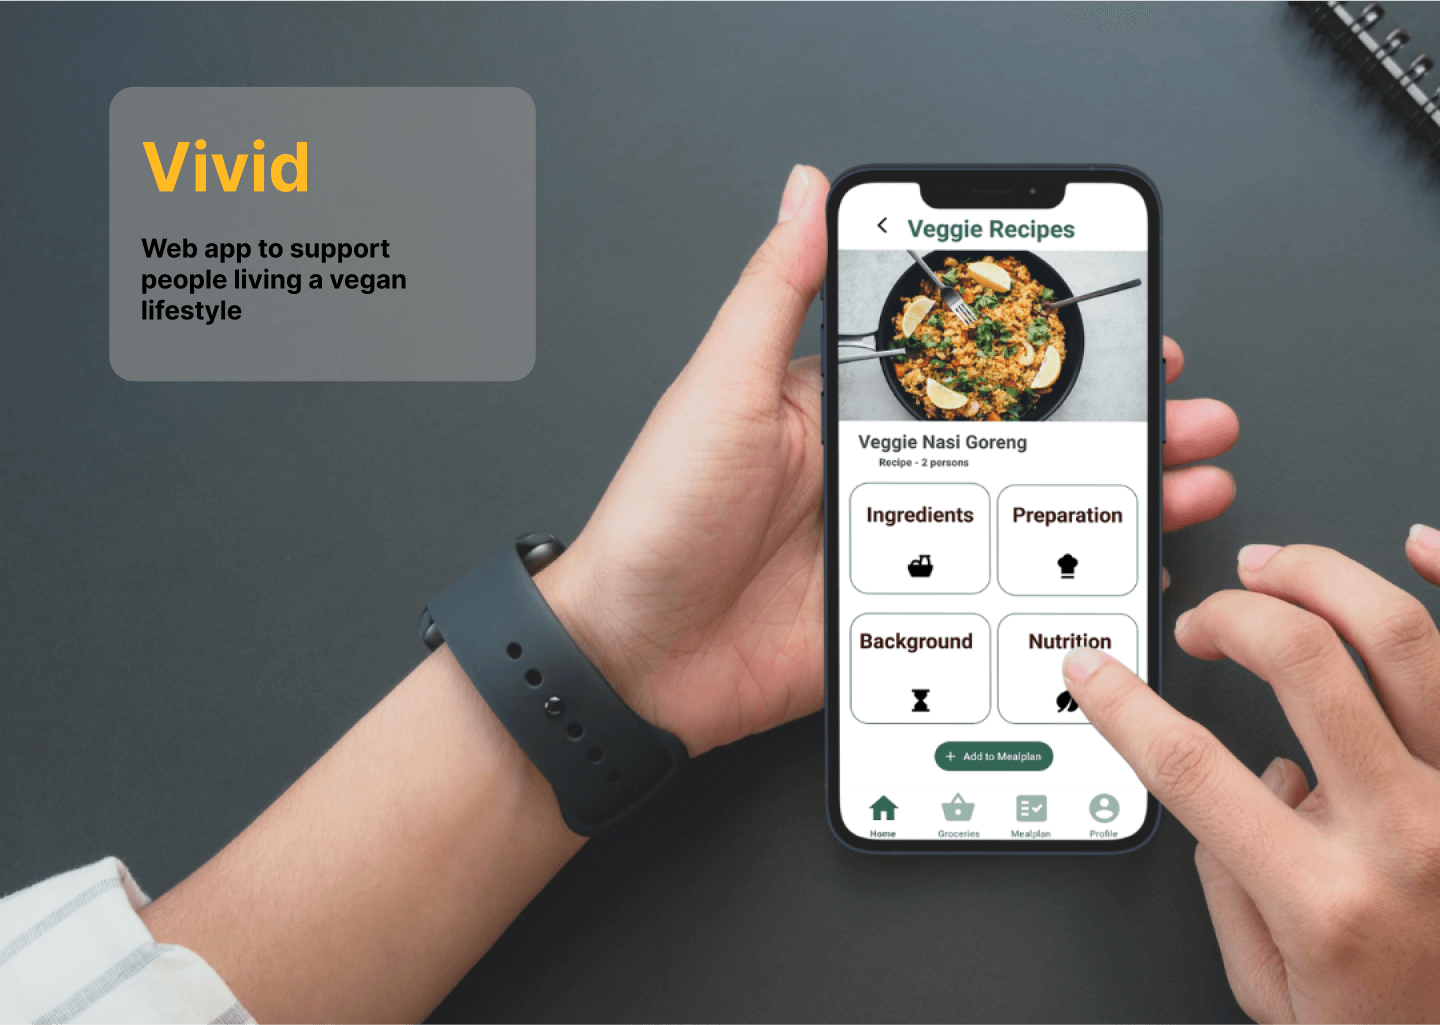 Vivid
Web app to support
people living a vegan
lifestyle
Veggie Recipes
Veggie Nasi Goreng
Recipe - 2 persons
Ingredients
Preparation
Background
Nutrition
+ Add to Mealplan
Home
Groceries
Mealplan
Profile